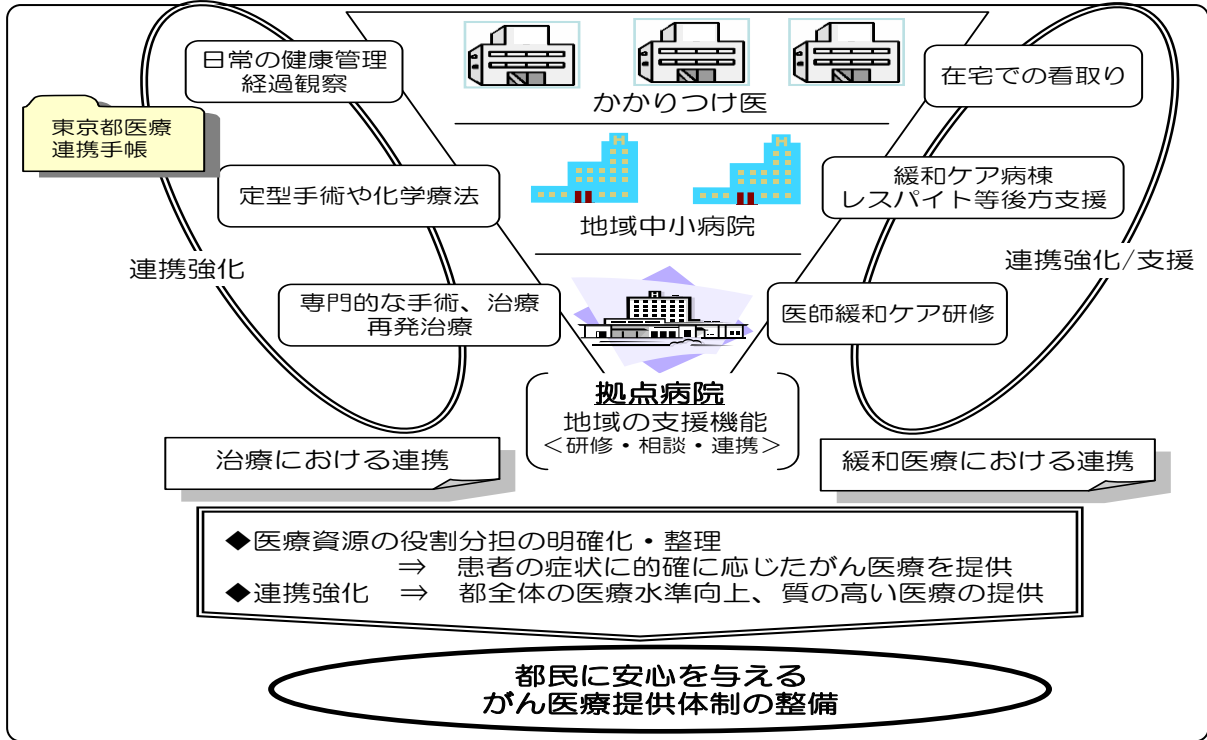 日常の健康管理
経過観察
かかりつけ医
在宅での看取り
東京都医療
連携手帳
定型手術や化学療法
地域中小病院
緩和ケア病棟
レスパイト等後方支援
連携強化
連携強化/支援
専門的な手術、治療
再発治療
医師緩和ケア研修
拠点病院
地域の支援機能
<研修・相談・連携>
治療における連携
緩和医療における連携
◆医療資源の役割分担の明確化・整理
⇒ 患者の症状に的確に応じたがん医療を提供
◆連携強化 ⇒ 都全体の医療水準向上、質の高い医療の提供
都民に安心を与える
がん医療提供体制の整備